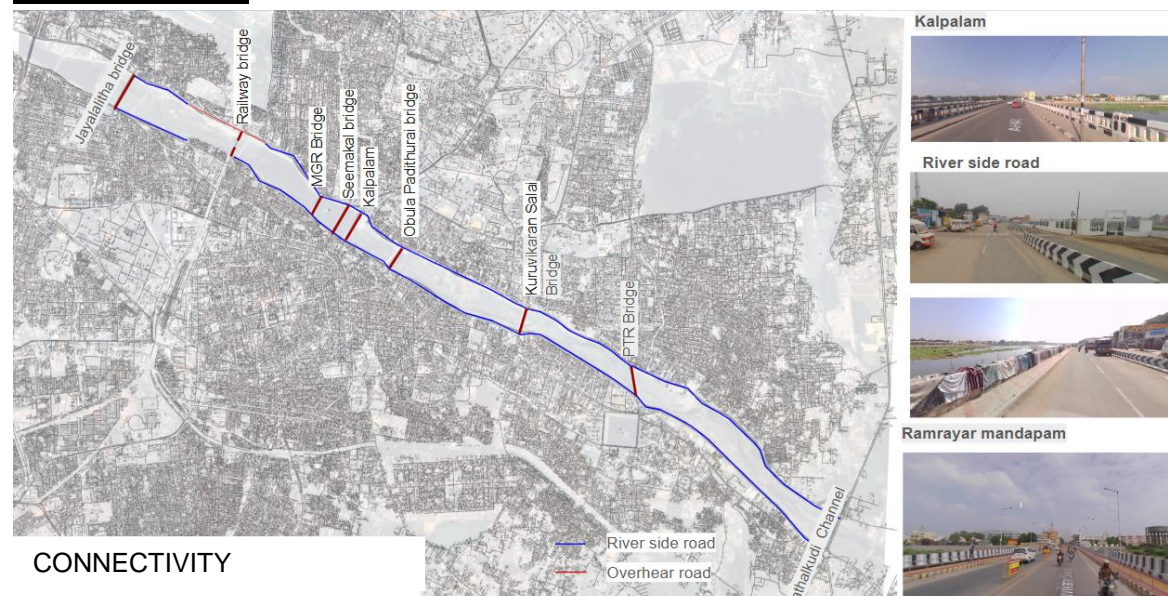 Kalpalam
Jayalalitha bridge
Railway bridge
MGR Bridge
Seemakal bridge
Kalpalam
Obula Padithurai bridge
Kuruvikaran Salai
Bridge
PTR Bridge
River side road
Ramrayar mandapam
athalkudi Channel
CONNECTIVITY
River side road
Overhear road